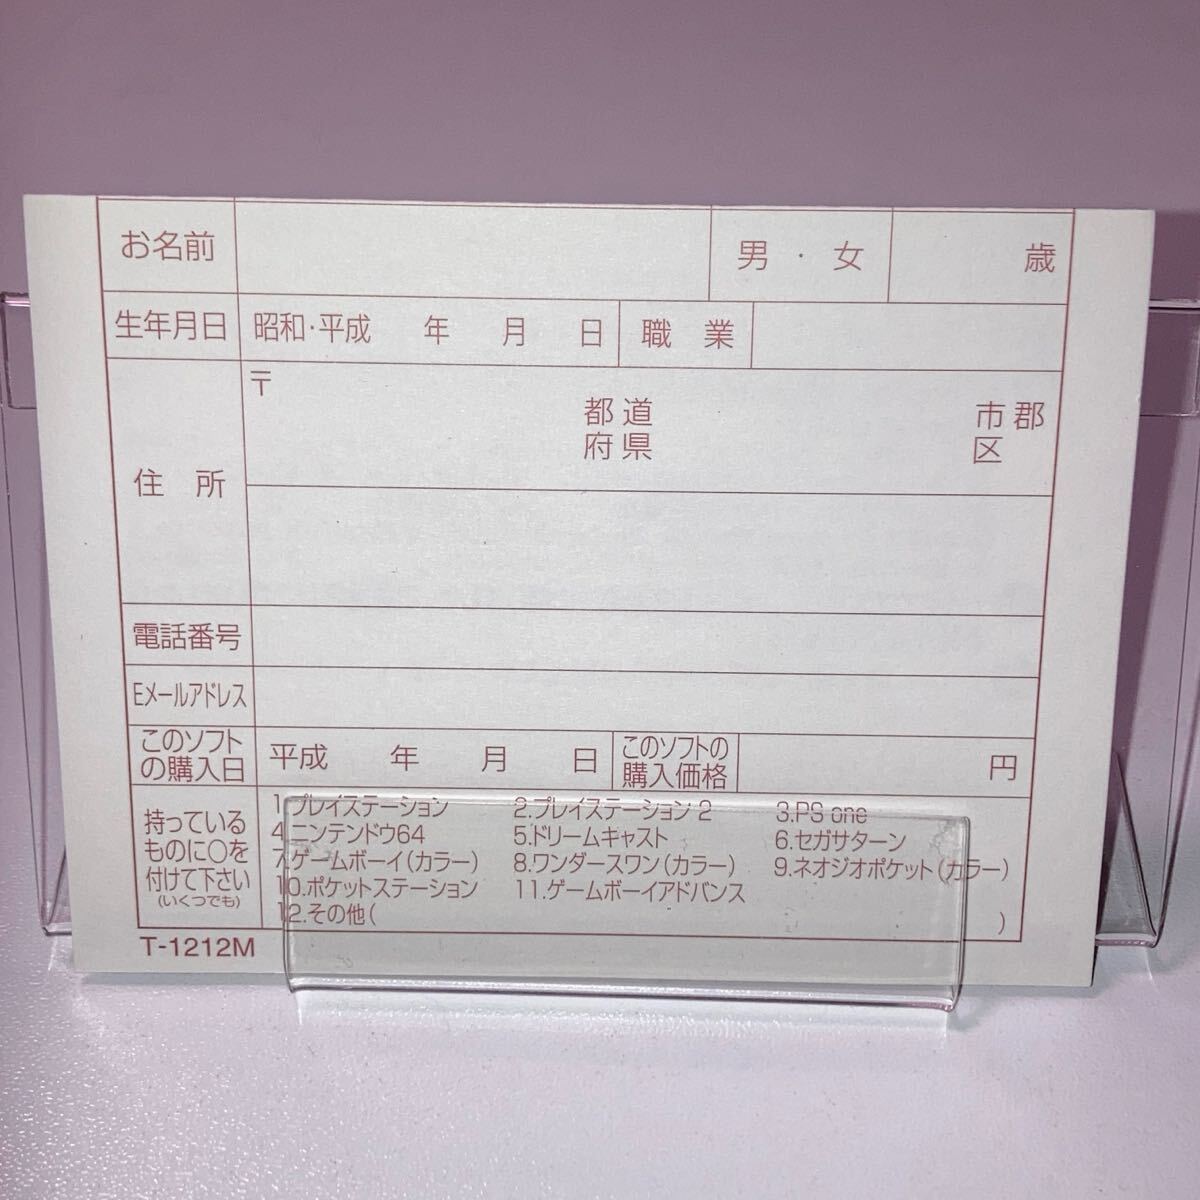 お名前 男・女 歳
生年月日 昭和・平成 年 月 日 職 業
〒
都道 市郡
府県 区
住 所
電話番号
Eメールアドレス
このソフト
の購入日 平成 年 月 日
このソフトの
購入価格 円
持っている
ものに○を
付けて下さい
(いくつでも)
1.プレイステーション 2.プレイステーション2 3.PS one
4.ニンテンドウ64 5.ドリームキャスト 6.セガサターン
7.ゲームボーイ(カラー) 8.ワンダースワン(カラー) 9.ネオジオポケット(カラー)
10.ポケットステーション 11.ゲームボーイアドバンス
12.その他( )
T-1212M